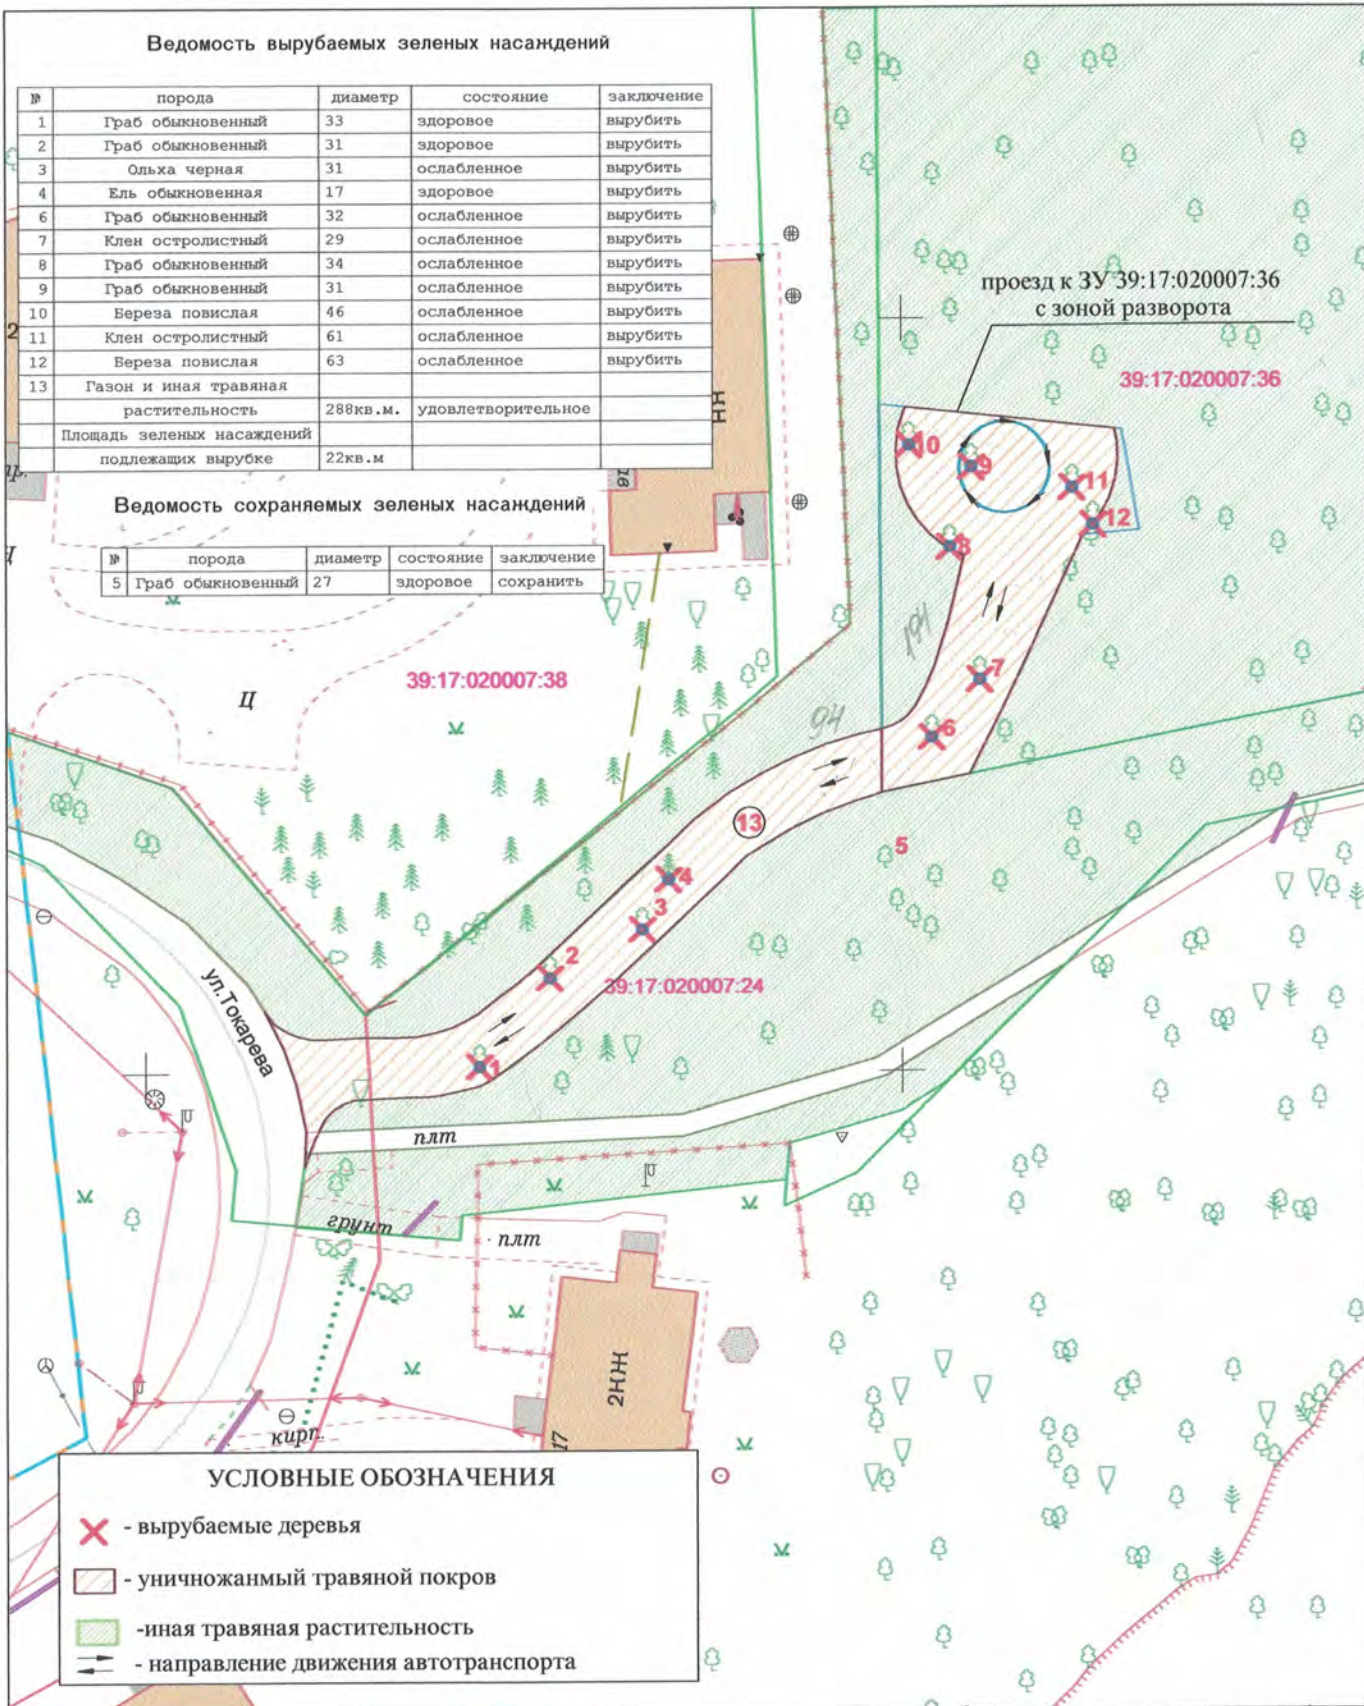 Ведомость вырубаемых зеленых насаждений
№ порода диаметр состояние заключение
1 Граб обыкновенный 33 здоровое вырубить
2 Граб обыкновенный 31 здоровое вырубить
3 Ольха черная 31 ослабленное вырубить
4 Ель обыкновенная 17 здоровое вырубить
6 Граб обыкновенный 32 ослабленное вырубить
7 Клен остролистный 29 ослабленное вырубить
8 Граб обыкновенный 34 ослабленное вырубить
9 Граб обыкновенный 31 ослабленное вырубить
10 Береза повислая 46 ослабленное вырубить
11 Клен остролистный 61 ослабленное вырубить
12 Береза повислая 63 ослабленное вырубить
13 Газон и иная травяная
растительность 288кв.м. удовлетворительное
Площадь зеленых насаждений
подлежащих вырубке 22кв.м
Ведомость сохраняемых зеленых насаждений
№ порода диаметр состояние заключение
5 Граб обыкновенный 27 здоровое сохранить
2
пр.
НЖ
18
проезд к ЗУ 39:17:020007:36
с зоной разворота
39:17:020007:36
10
9
11
12
8
194
7
39:17:020007:38
Ц
94
6
13
5
4
3
2
39:17:020007:24
ул.Токарева
1
плт
грунт
плт
2НЖ
17
кирп.
УСЛОВНЫЕ ОБОЗНАЧЕНИЯ
- вырубаемые деревья
- уничножанмый травяной покров
-иная травяная растительность
- направление движения автотранспорта